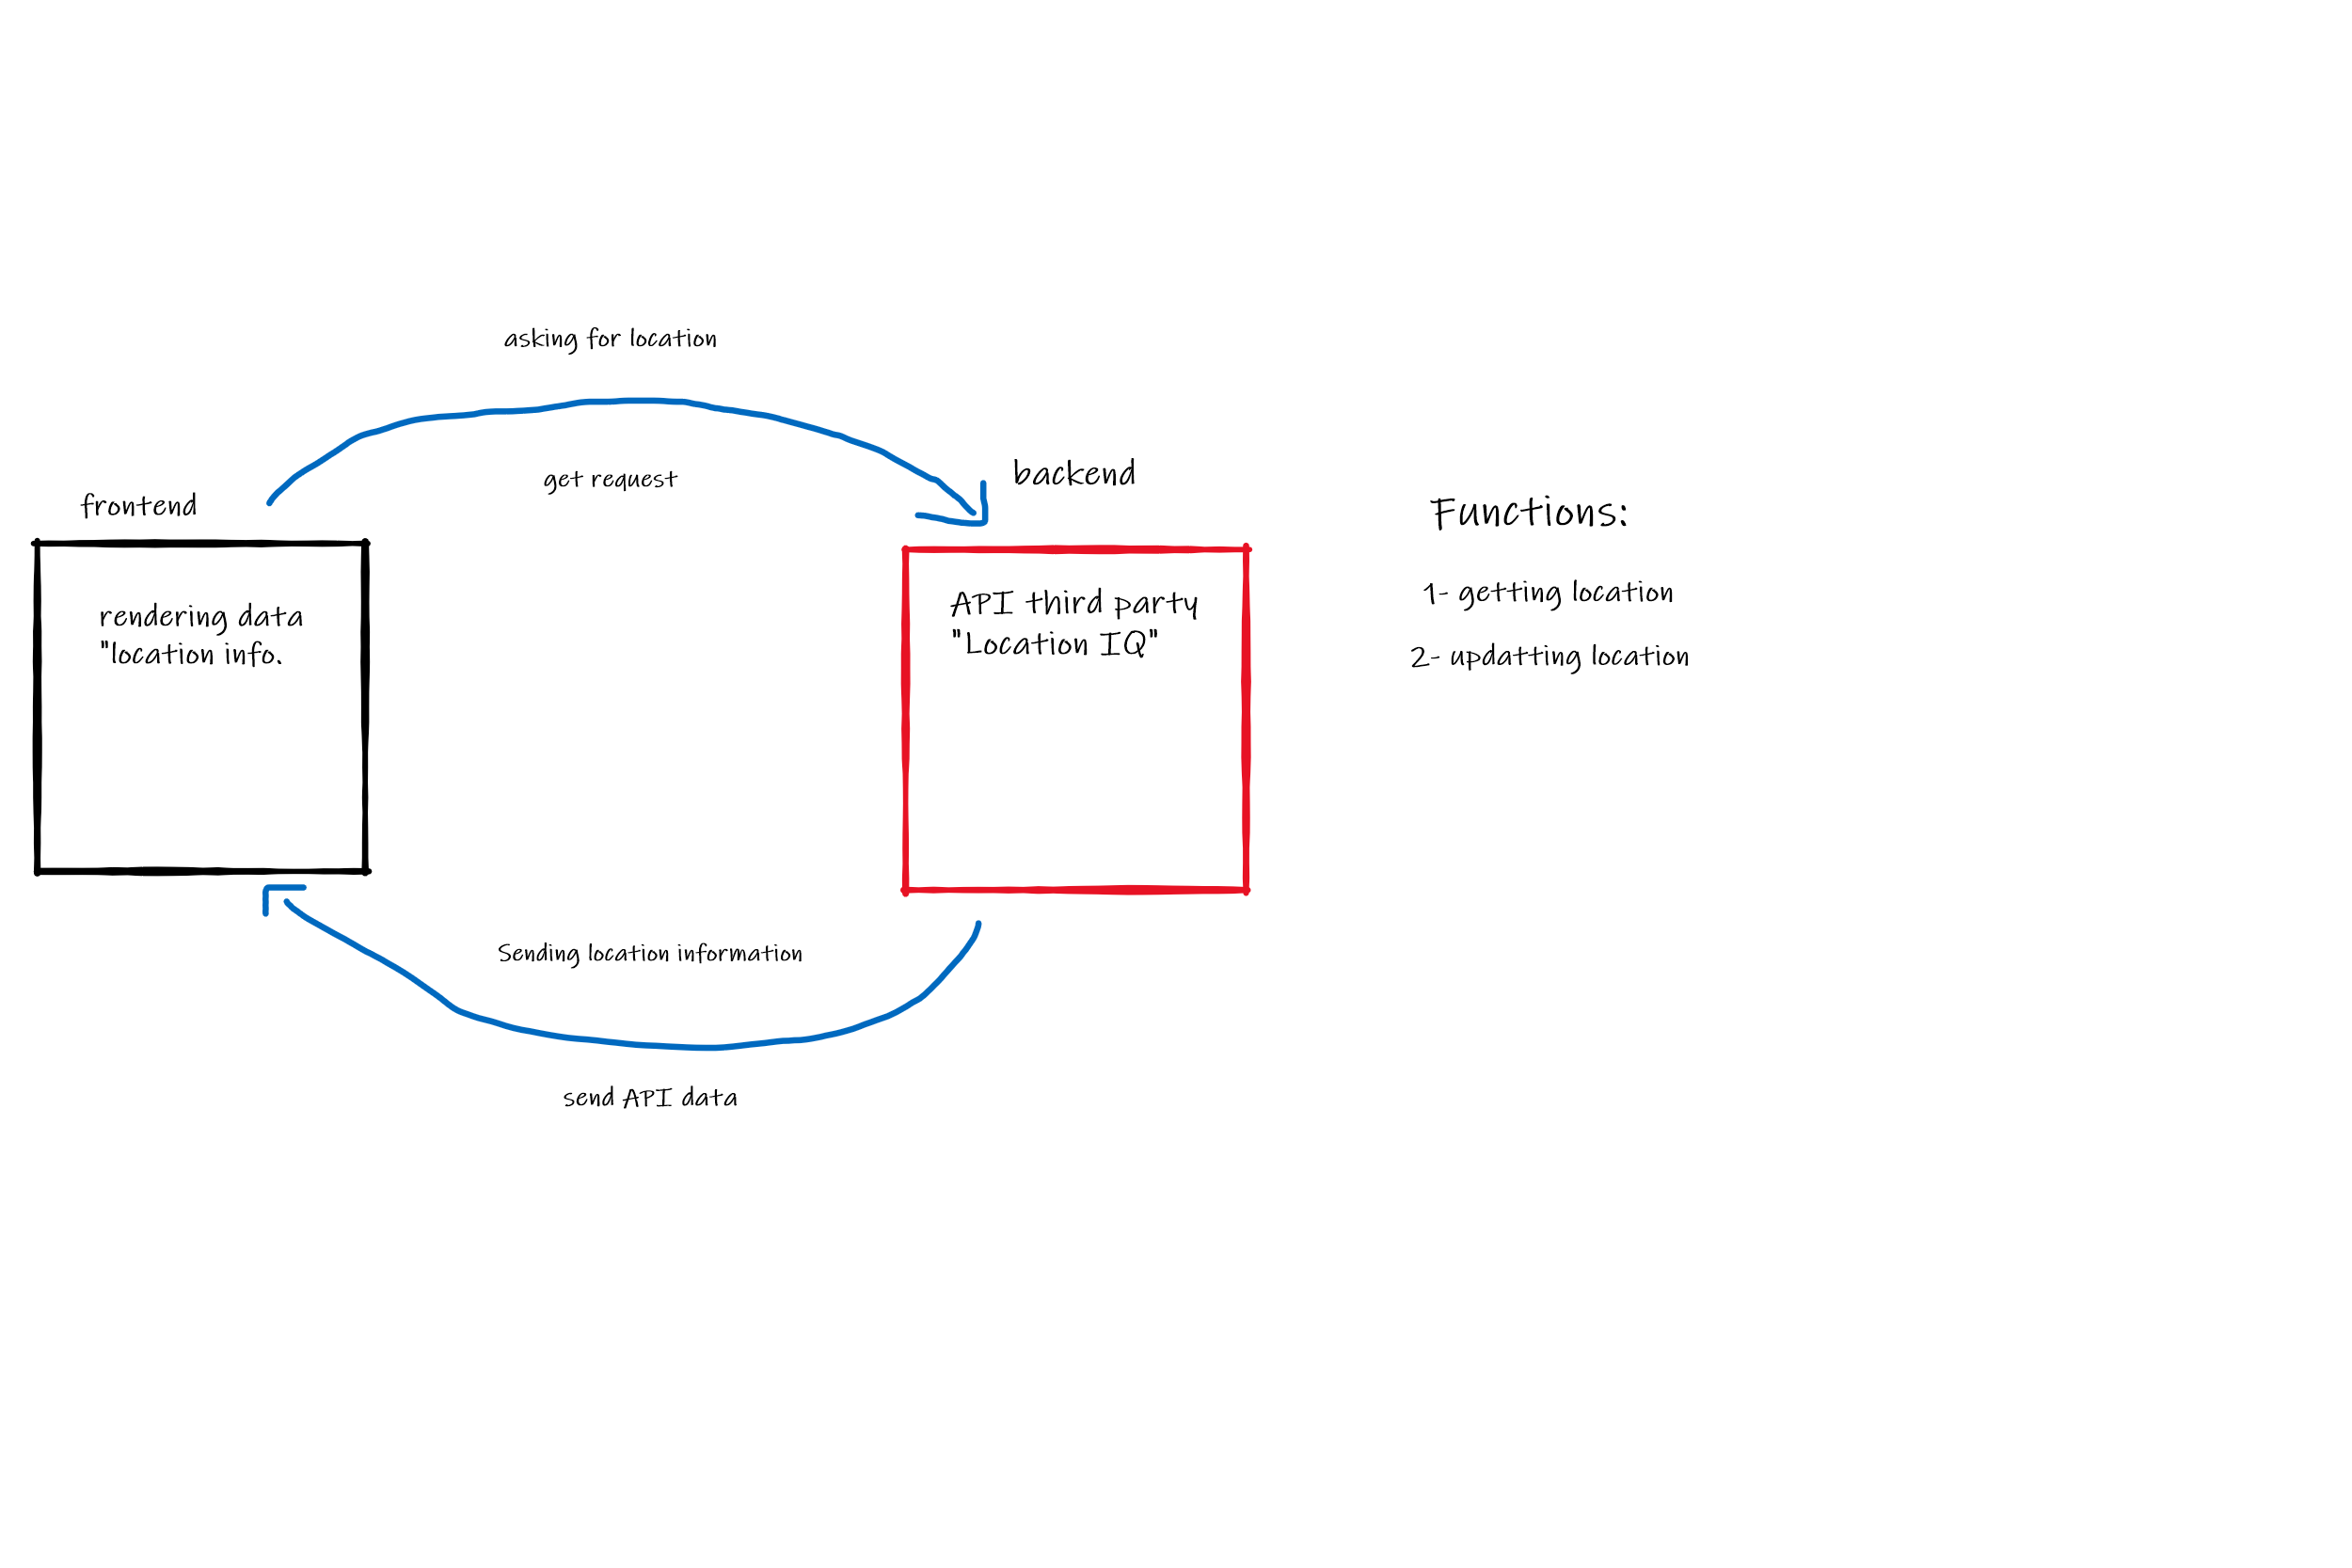 asking for location
get request
frontend
rendering data
"location info.
backend
API third party
"Location IQ"
Sending location information
send API data
Functions:
1- getting location
2- updatting location